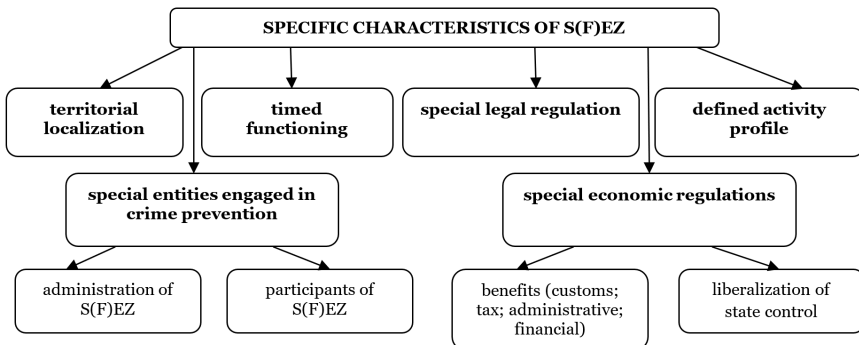 SPECIFIC CHARACTERISTICS OF S(F)EZ
territorial
localization
timed
functioning
special legal regulation
defined activity
profile
special entities engaged in
crime prevention
special economic regulations
administration of
S(F)EZ
participants of
S(F)EZ
benefits (customs;
tax; administrative;
financial)
liberalization of
state control